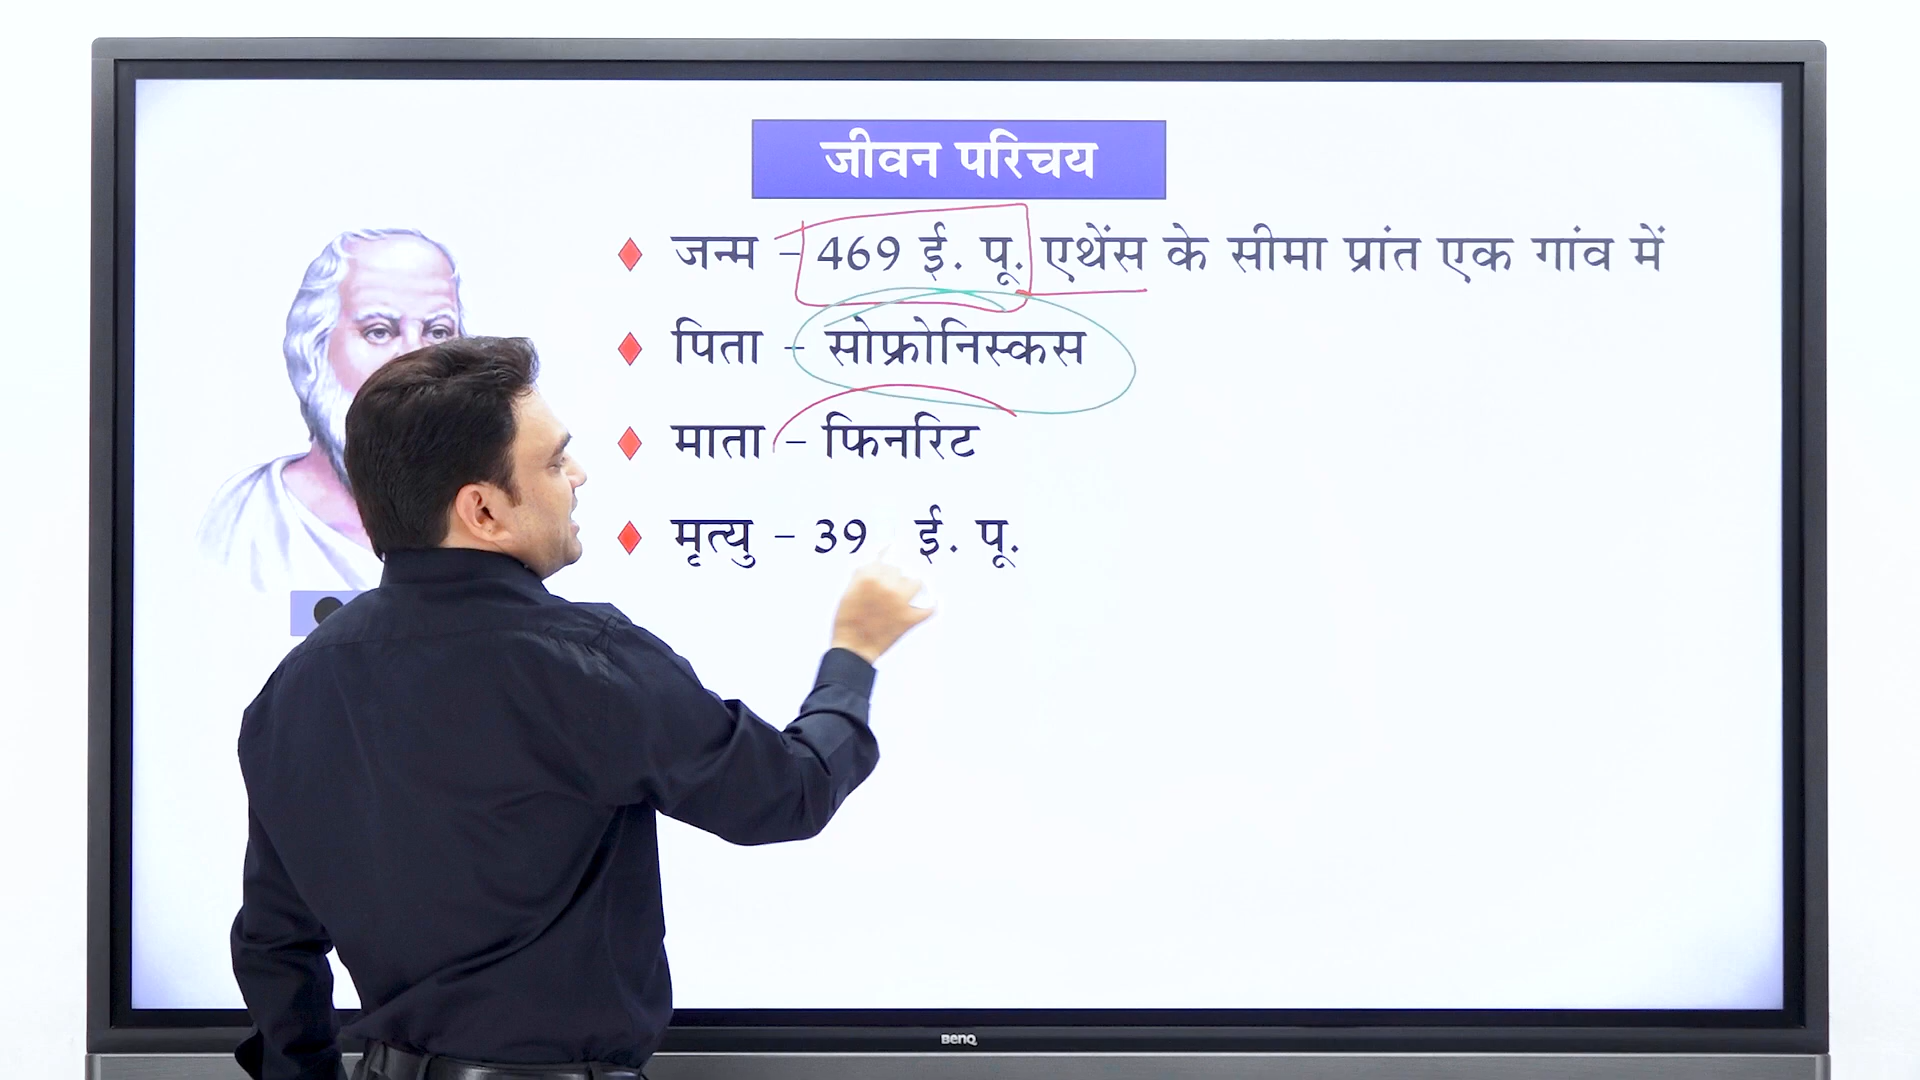 जीवन परिचय
जन्म - 469 ई. पू. एथेंस के सीमा प्रांत एक गांव में
पिता - सोफ्रोनिस्कस
माता - फिनरिट
मृत्यु - 39 ई. पू.
BenQ